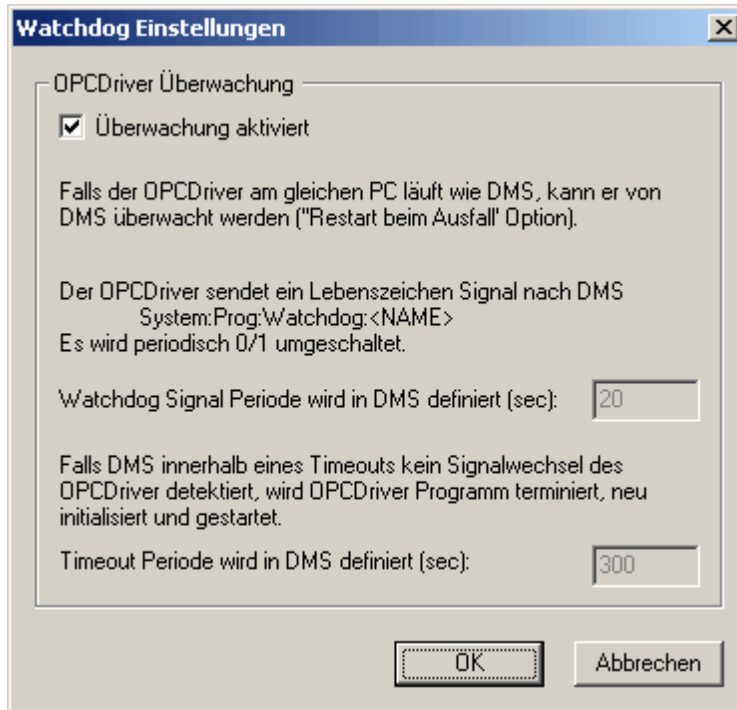 Watchdog Einstellungen
OPCDriver Überwachung
Überwachung aktiviert
Falls der OPCDriver am gleichen PC läuft wie DMS, kann er von
DMS überwacht werden ("Restart beim Ausfall' Option).
Der OPCDriver sendet ein Lebenszeichen Signal nach DMS
System:Prog:Watchdog:<NAME>
Es wird periodisch 0/1 umgeschaltet.
Watchdog Signal Periode wird in DMS definiert (sec): 20
Falls DMS innerhalb eines Timeouts kein Signalwechsel des
OPCDriver detektiert, wird OPCDriver Programm terminiert, neu
initialisiert und gestartet.
Timeout Periode wird in DMS definiert (sec): 300
OK Abbrechen